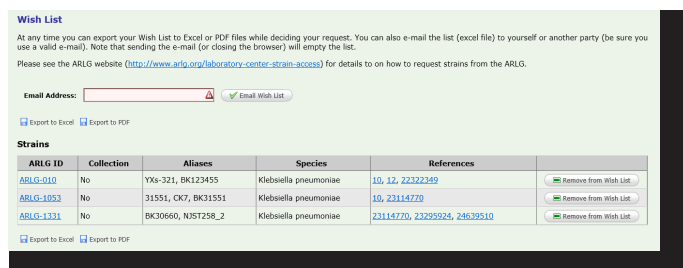 Wish List
At any time you can export your Wish List to Excel or PDF files while deciding your request. You can also e-mail the list (excel file) to yourself or another party (be sure you
use a valid e-mail). Note that sending the e-mail (or closing the browser) will empty the list.
Please see the ARLG website (http://www.arlg.org/laboratory-center-strain-access) for details to on how to request strains from the ARLG.
Email Address: Email Wish List
Export to Excel Export to PDF
Strains
ARLG ID Collection Aliases Species References
ARLG-010 No YXs-321, BK123455 Klebsiella pneumoniae 10, 12, 22322349 Remove from Wish List
ARLG-1053 No 31551, CK7, BK31551 Klebsiella pneumoniae 10, 23114770 Remove from Wish List
ARLG-1331 No BK30660, NJST258_2 Klebsiella pneumoniae 23114770, 23295924, 24639510 Remove from Wish List
Export to Excel Export to PDF